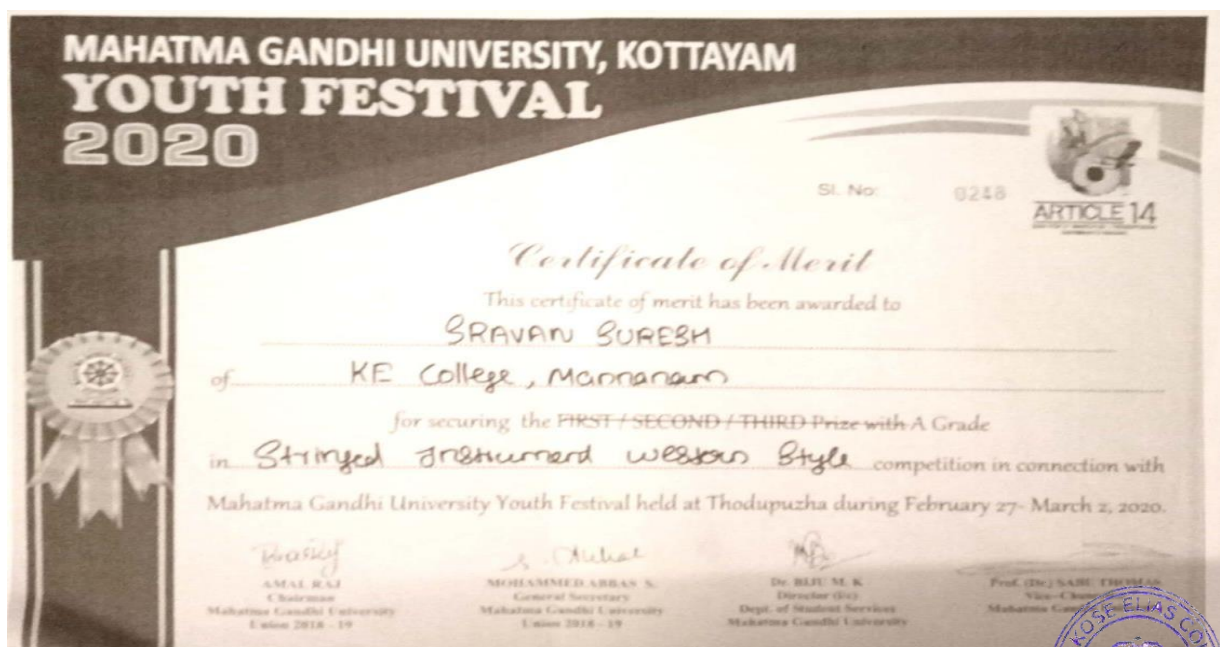 MAHATMA GANDHI UNIVERSITY, KOTTAYAM
YOUTH FESTIVAL
2020
Sl. No: 0248
ARTICLE 14
Certificate of Merit
This certificate of merit has been awarded to
SRAVAN SURESH
of KE College, Mannanam
for securing the FIRST / SECOND / THIRD Prize with A Grade
in Stringed Instrument western Style competition in connection with
Mahatma Gandhi University Youth Festival held at Thodupuzha during February 27- March 2, 2020.
AMAL RAJ MOHAMMED ABBAS S. Dr. BIJU M. K Prof. (Dr.) SABU THOMAS
Chairman General Secretary Director (i/c) Vice-
Mahatma Gandhi University Mahatma Gandhi University Dept. of Student Services Mahatma
Union 2018 - 19 Union 2018 - 19 Mahatma Gandhi University
ELIAS